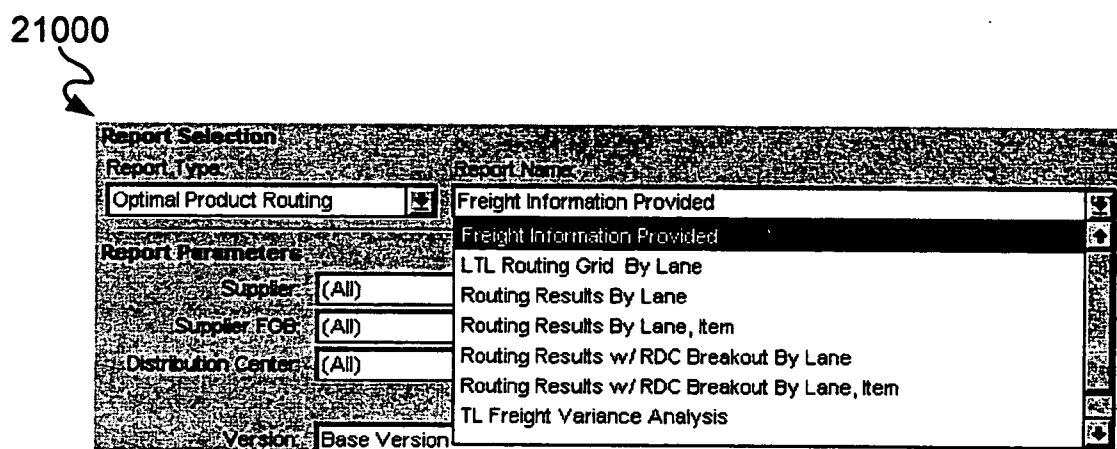 21000
Report Selection
Report Type:
Report Name:
Optimal Product Routing
Freight Information Provided
Freight Information Provided
LTL Routing Grid By Lane
Routing Results By Lane
Routing Results By Lane, Item
Routing Results w/ RDC Breakout By Lane
Routing Results w/ RDC Breakout By Lane, Item
TL Freight Variance Analysis
Report Parameters
Supplier: (All)
Supplier FOB: (All)
Distribution Center: (All)
Version: Base Version